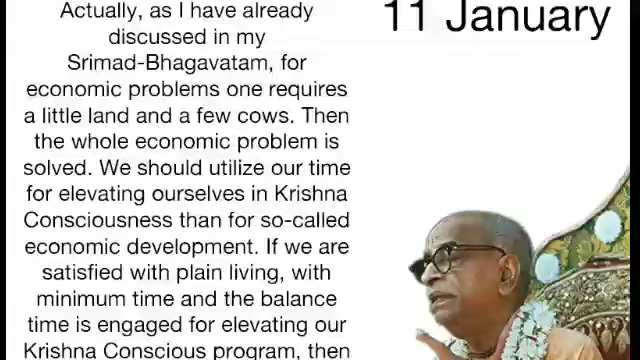 Actually, as I have already
discussed in my
Srimad-Bhagavatam, for
economic problems one requires
a little land and a few cows. Then
the whole economic problem is
solved. We should utilize our time
for elevating ourselves in Krishna
Consciousness than for so-called
economic development. If we are
satisfied with plain living, with
minimum time and the balance
time is engaged for elevating our
Krishna Conscious program, then
11 January